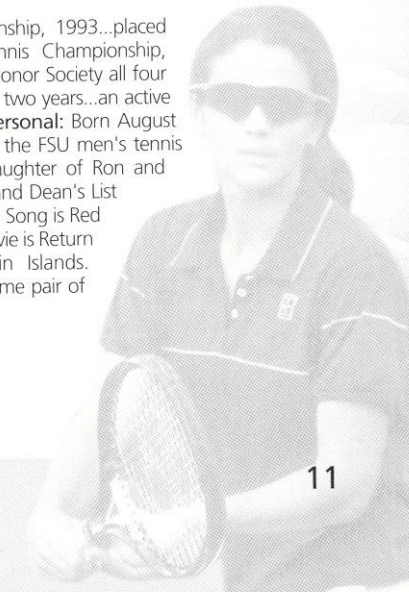 nship, 1993...placed
nnis Championship,
onor Society all four
two years...an active
ersonal: Born August
the FSU men's tennis
ughter of Ron and
nd Dean's List
Song is Red
vie is Return
in Islands.
me pair of
11